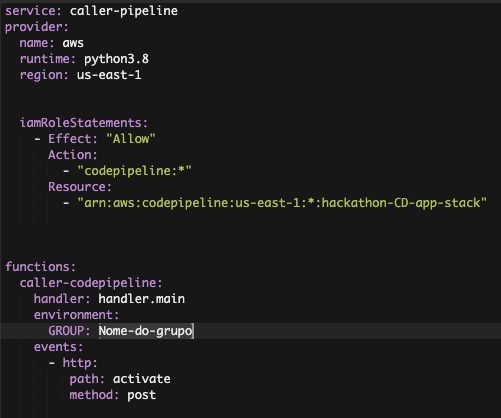 service: caller-pipeline
provider:
  name: aws
  runtime: python3.8
  region: us-east-1
  iamRoleStatements:
    - Effect: "Allow"
      Action:
        - "codepipeline:*"
      Resource:
        - "arn:aws:codepipeline:us-east-1:*:hackathon-CD-app-stack"
functions:
  caller-codepipeline:
    handler: handler.main
    environment:
      GROUP: Nome-do-grupo
    events:
      - http:
         path: activate
         method: post